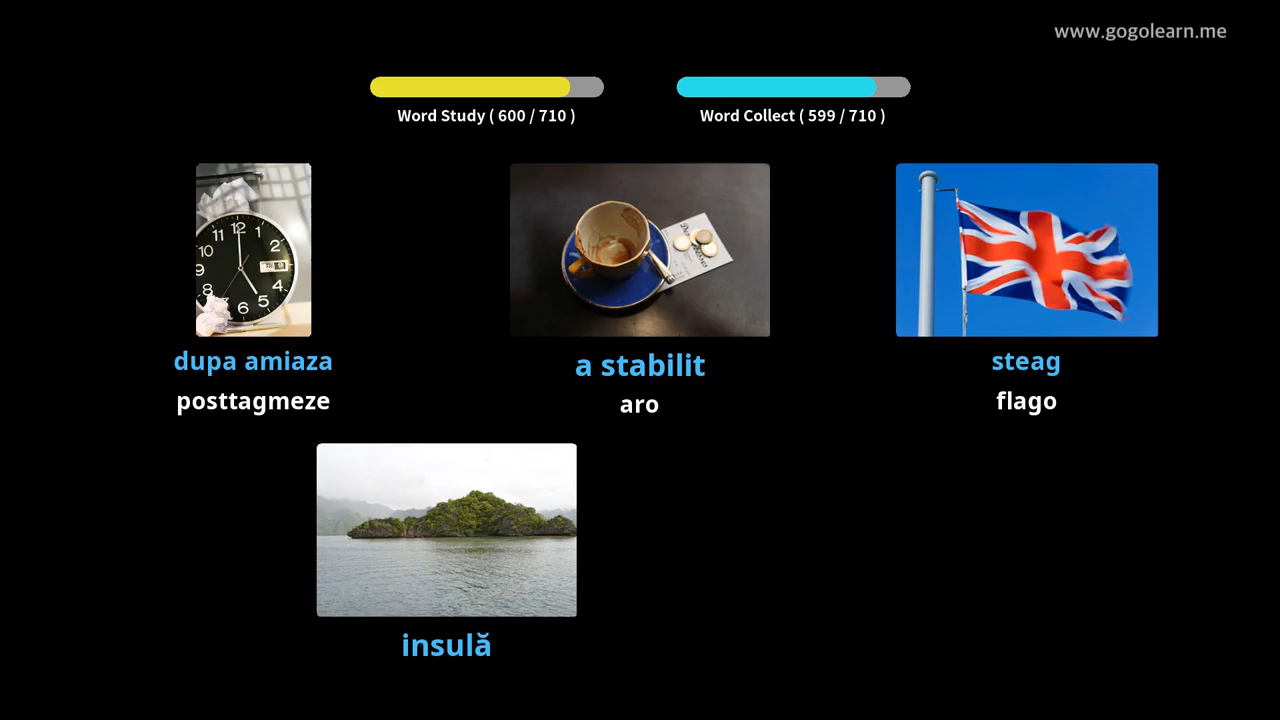 www.gogolearn.me
Word Study ( 600 / 710 )
Word Collect ( 599 / 710 )
dupa amiaza
posttagmeze
a stabilit
aro
steag
flago
insulă